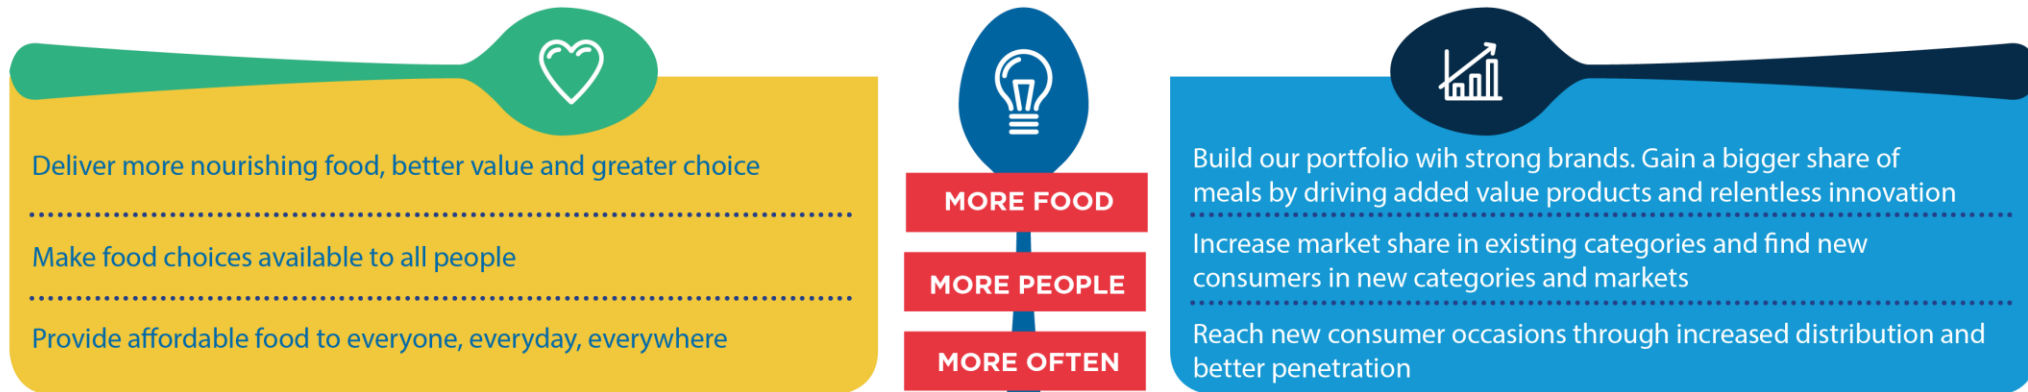 Deliver more nourishing food, better value and greater choice
Make food choices available to all people
Provide affordable food to everyone, everyday, everywhere
MORE FOOD
MORE PEOPLE
MORE OFTEN
Build our portfolio wih strong brands. Gain a bigger share of
meals by driving added value products and relentless innovation
Increase market share in existing categories and find new
consumers in new categories and markets
Reach new consumer occasions through increased distribution and
better penetration